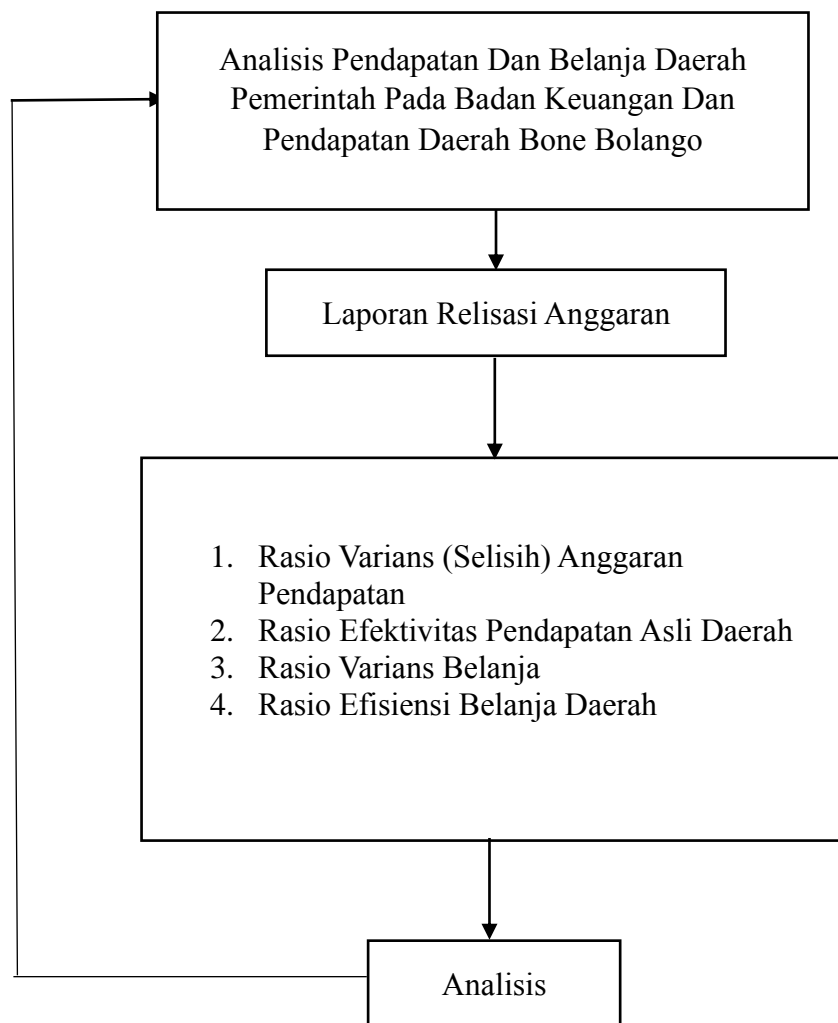 Analisis Pendapatan Dan Belanja Daerah
Pemerintah Pada Badan Keuangan Dan
Pendapatan Daerah Bone Bolango
Laporan Relisasi Anggaran
1. Rasio Varians (Selisih) Anggaran
Pendapatan
2. Rasio Efektivitas Pendapatan Asli Daerah
3. Rasio Varians Belanja
4. Rasio Efisiensi Belanja Daerah
Analisis